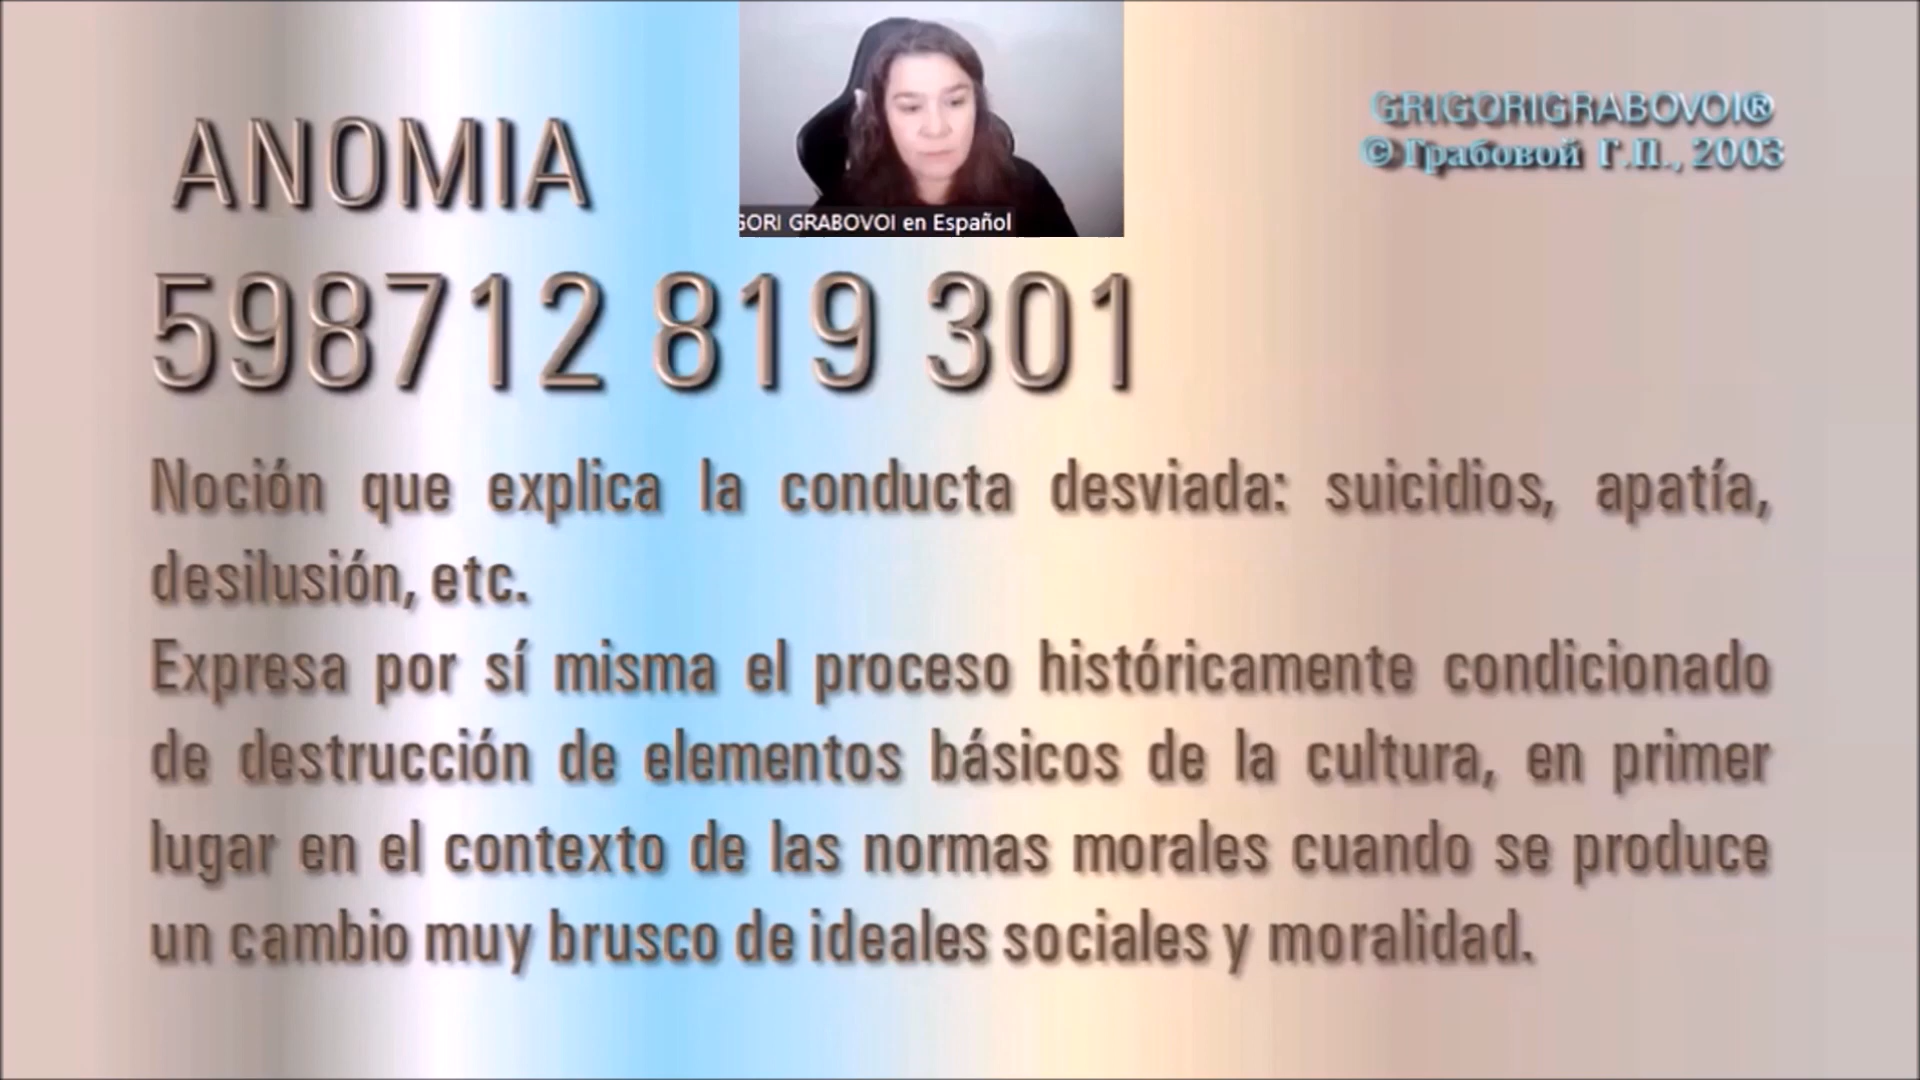 ANOMIA
GRIGORIGRABOVOI®
© Грабовой Г.П., 2003
GORI GRABOVOI en Español
598712 819 301
Noción que explica la conducta desviada: suicidios, apatía,
desilusión, etc.
Expresa por sí misma el proceso históricamente condicionado
de destrucción de elementos básicos de la cultura, en primer
lugar en el contexto de las normas morales cuando se produce
un cambio muy brusco de ideales sociales y moralidad.